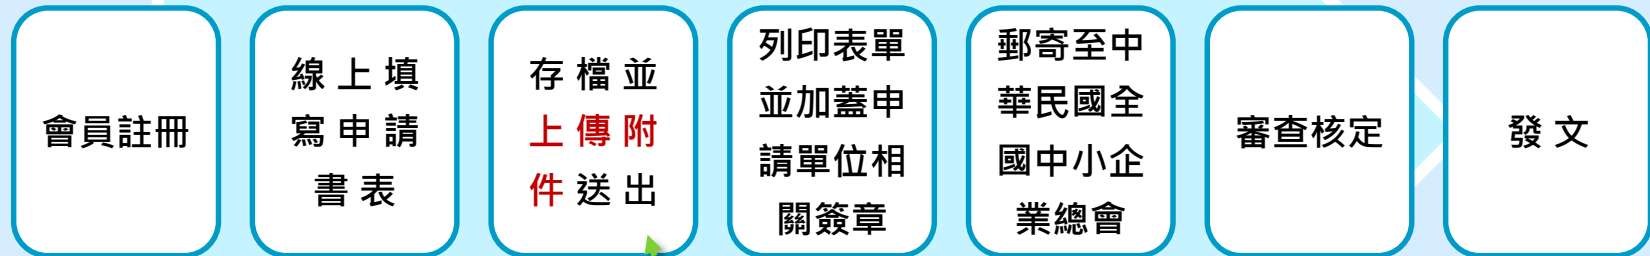 會員註冊
線上填
寫申請
書表
存檔並
上傳附
件送出
列印表單
並加蓋申
請單位相
關簽章
郵寄至中
華民國全
國中小企
業總會
審查核定
發文